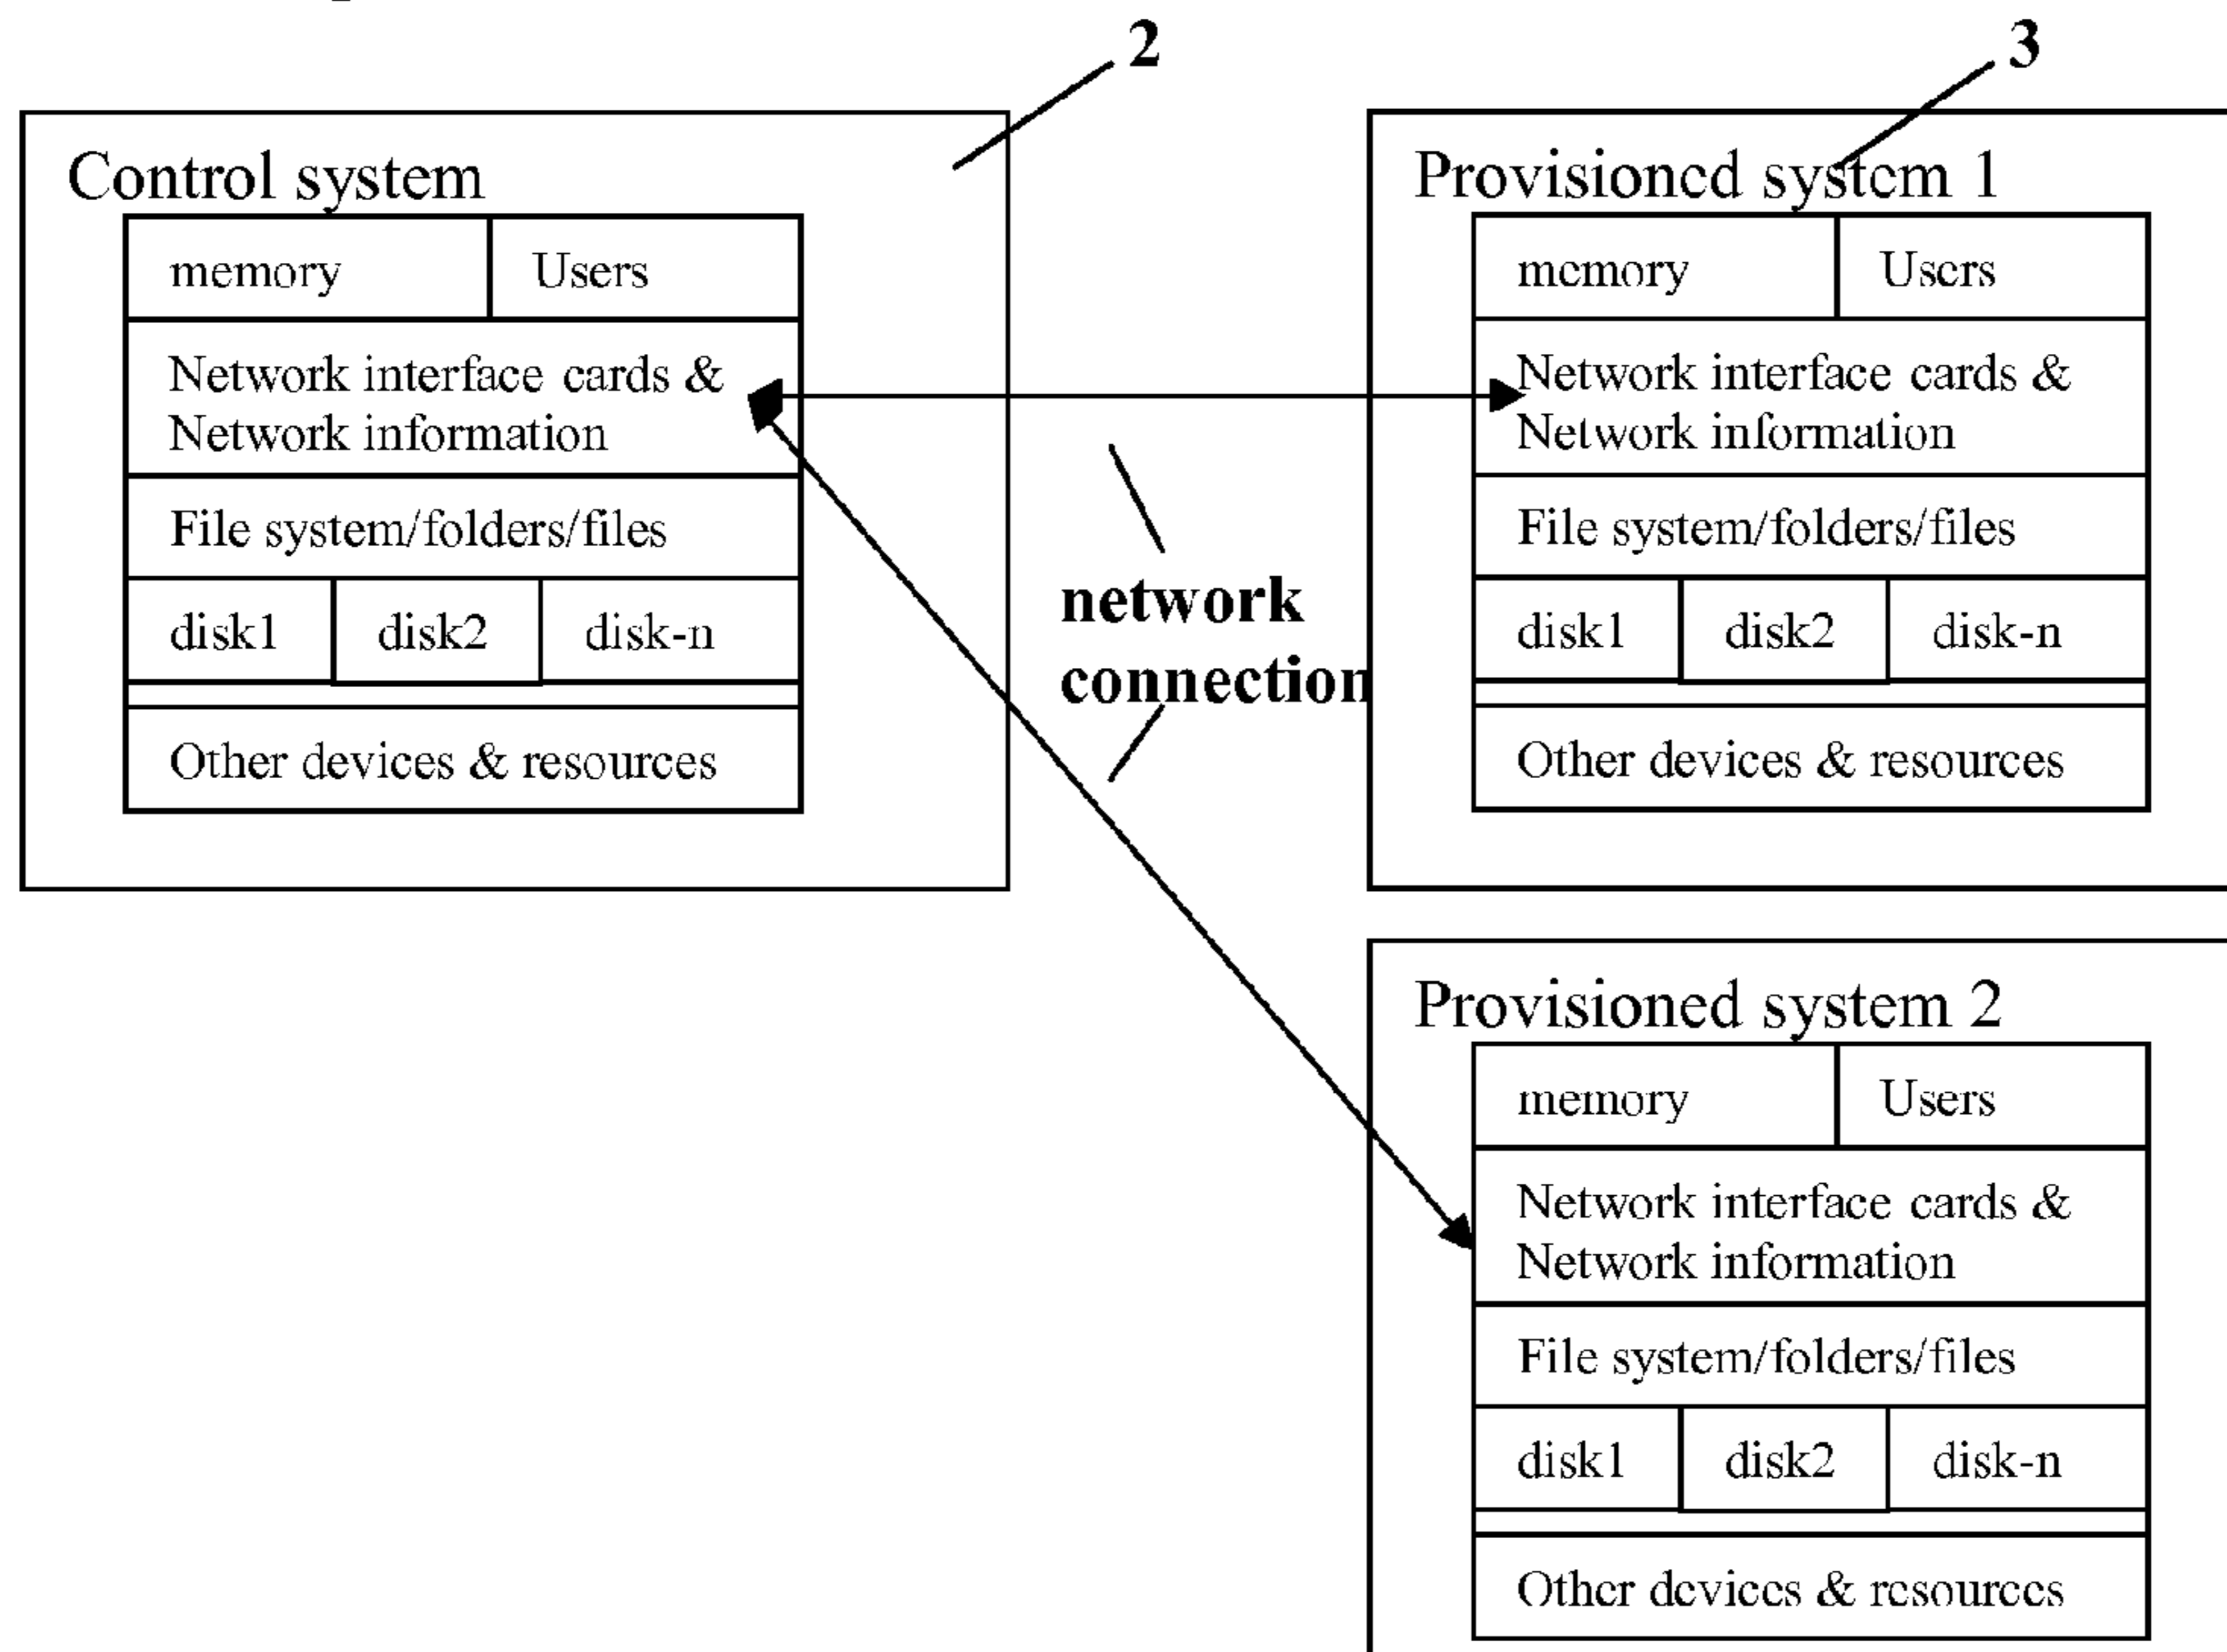 2
3
Control system
memory
Users
Network interface cards &
Network information
File system/folders/files
disk1
disk2
disk-n
Other devices & resources
network
connection
Provisioned system 1
memory
Users
Network interface cards &
Network information
File system/folders/files
disk1
disk2
disk-n
Other devices & resources
Provisioned system 2
memory
Users
Network interface cards &
Network information
File system/folders/files
disk1
disk2
disk-n
Other devices & resources